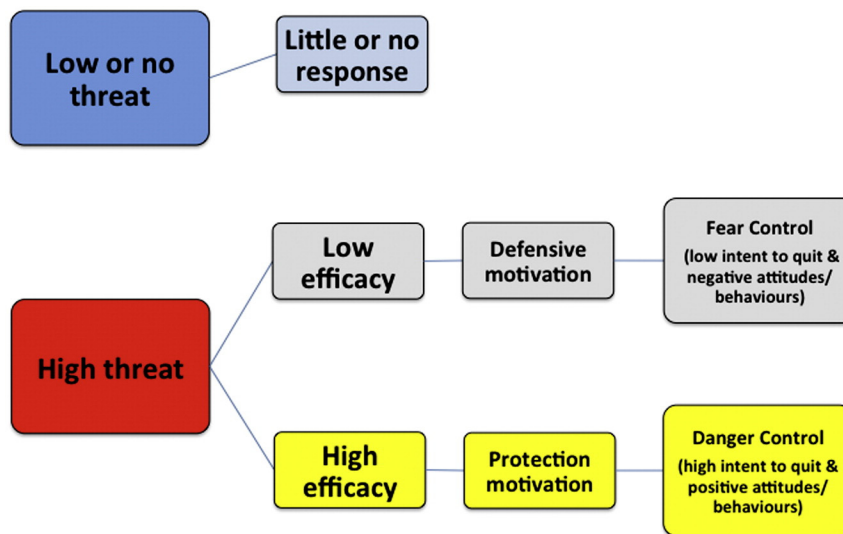 Low or no
threat
Little or no
response
High threat
Low
efficacy
Defensive
motivation
Fear Control
(low intent to quit &
negative attitudes/
behaviours)
High
efficacy
Protection
motivation
Danger Control
(high intent to quit &
positive attitudes/
behaviours)